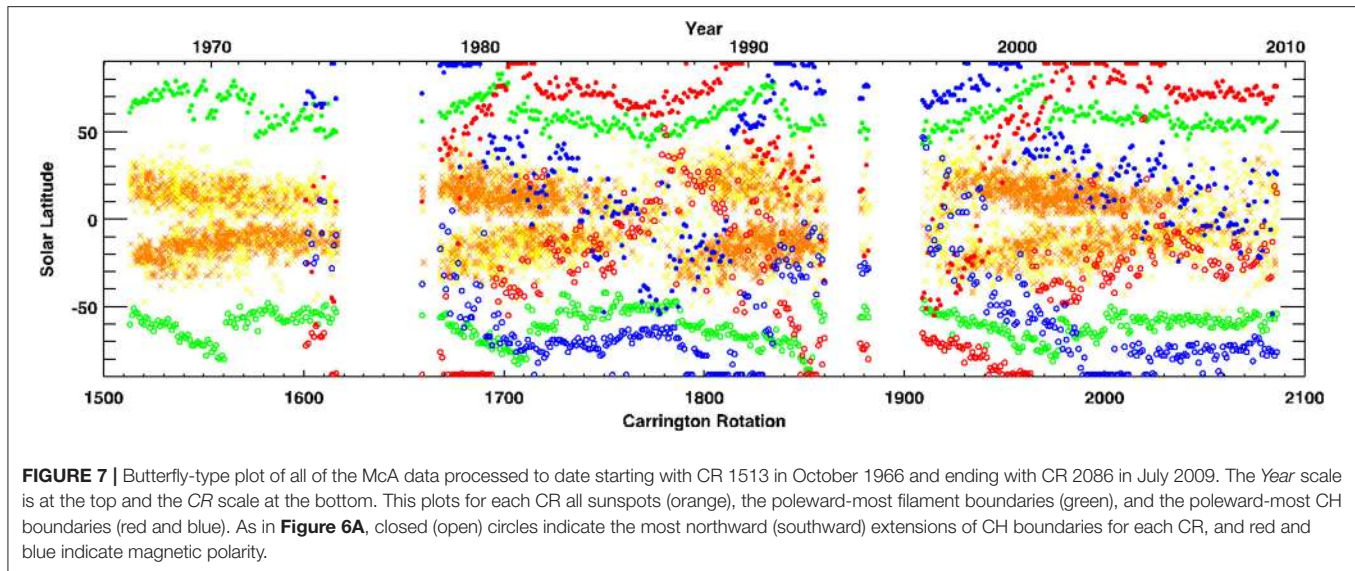 Year
1970 1980 1990 2000 2010
50
0
-50
Solar Latitude
1500 1600 1700 1800 1900 2000 2100
Carrington Rotation
FIGURE 7 | Butterfly-type plot of all of the McA data processed to date starting with CR 1513 in October 1966 and ending with CR 2086 in July 2009. The Year scale
is at the top and the CR scale at the bottom. This plots for each CR all sunspots (orange), the poleward-most filament boundaries (green), and the poleward-most CH
boundaries (red and blue). As in Figure 6A, closed (open) circles indicate the most northward (southward) extensions of CH boundaries for each CR, and red and
blue indicate magnetic polarity.